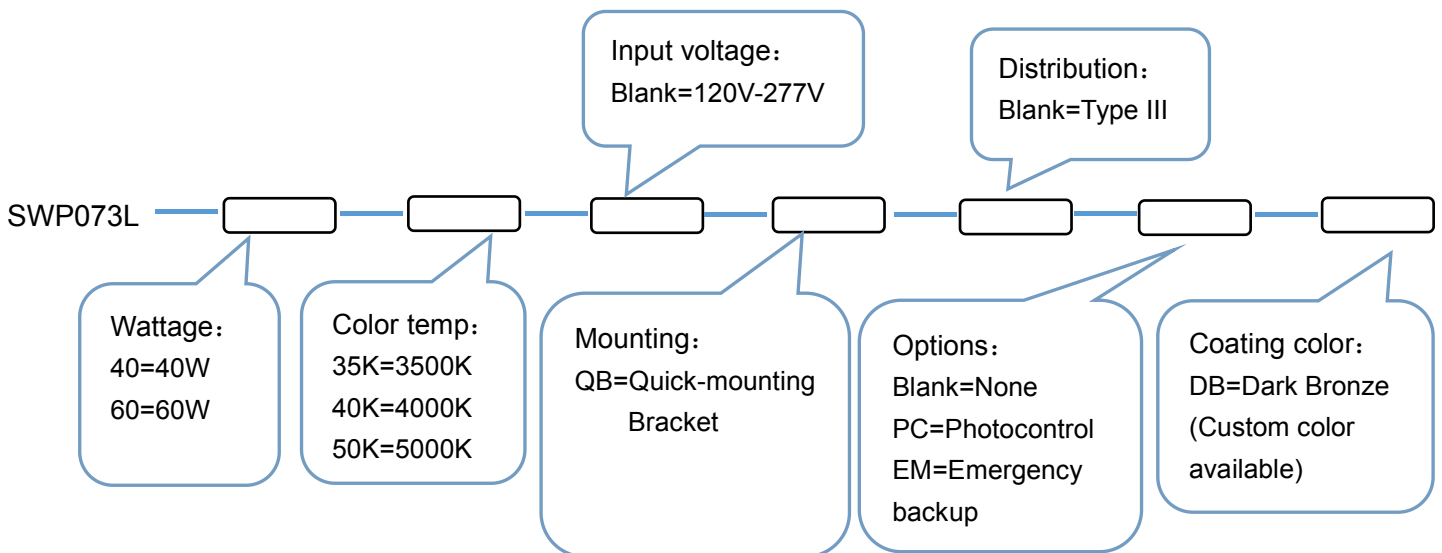 Input voltage：
Blank=120V-277V
Distribution：
Blank=Type III
SWP073L
Wattage：
40=40W
60=60W
Color temp：
35K=3500K
40K=4000K
50K=5000K
Mounting：
QB=Quick-mounting
Bracket
Options：
Blank=None
PC=Photocontrol
EM=Emergency
backup
Coating color：
DB=Dark Bronze
(Custom color
available)